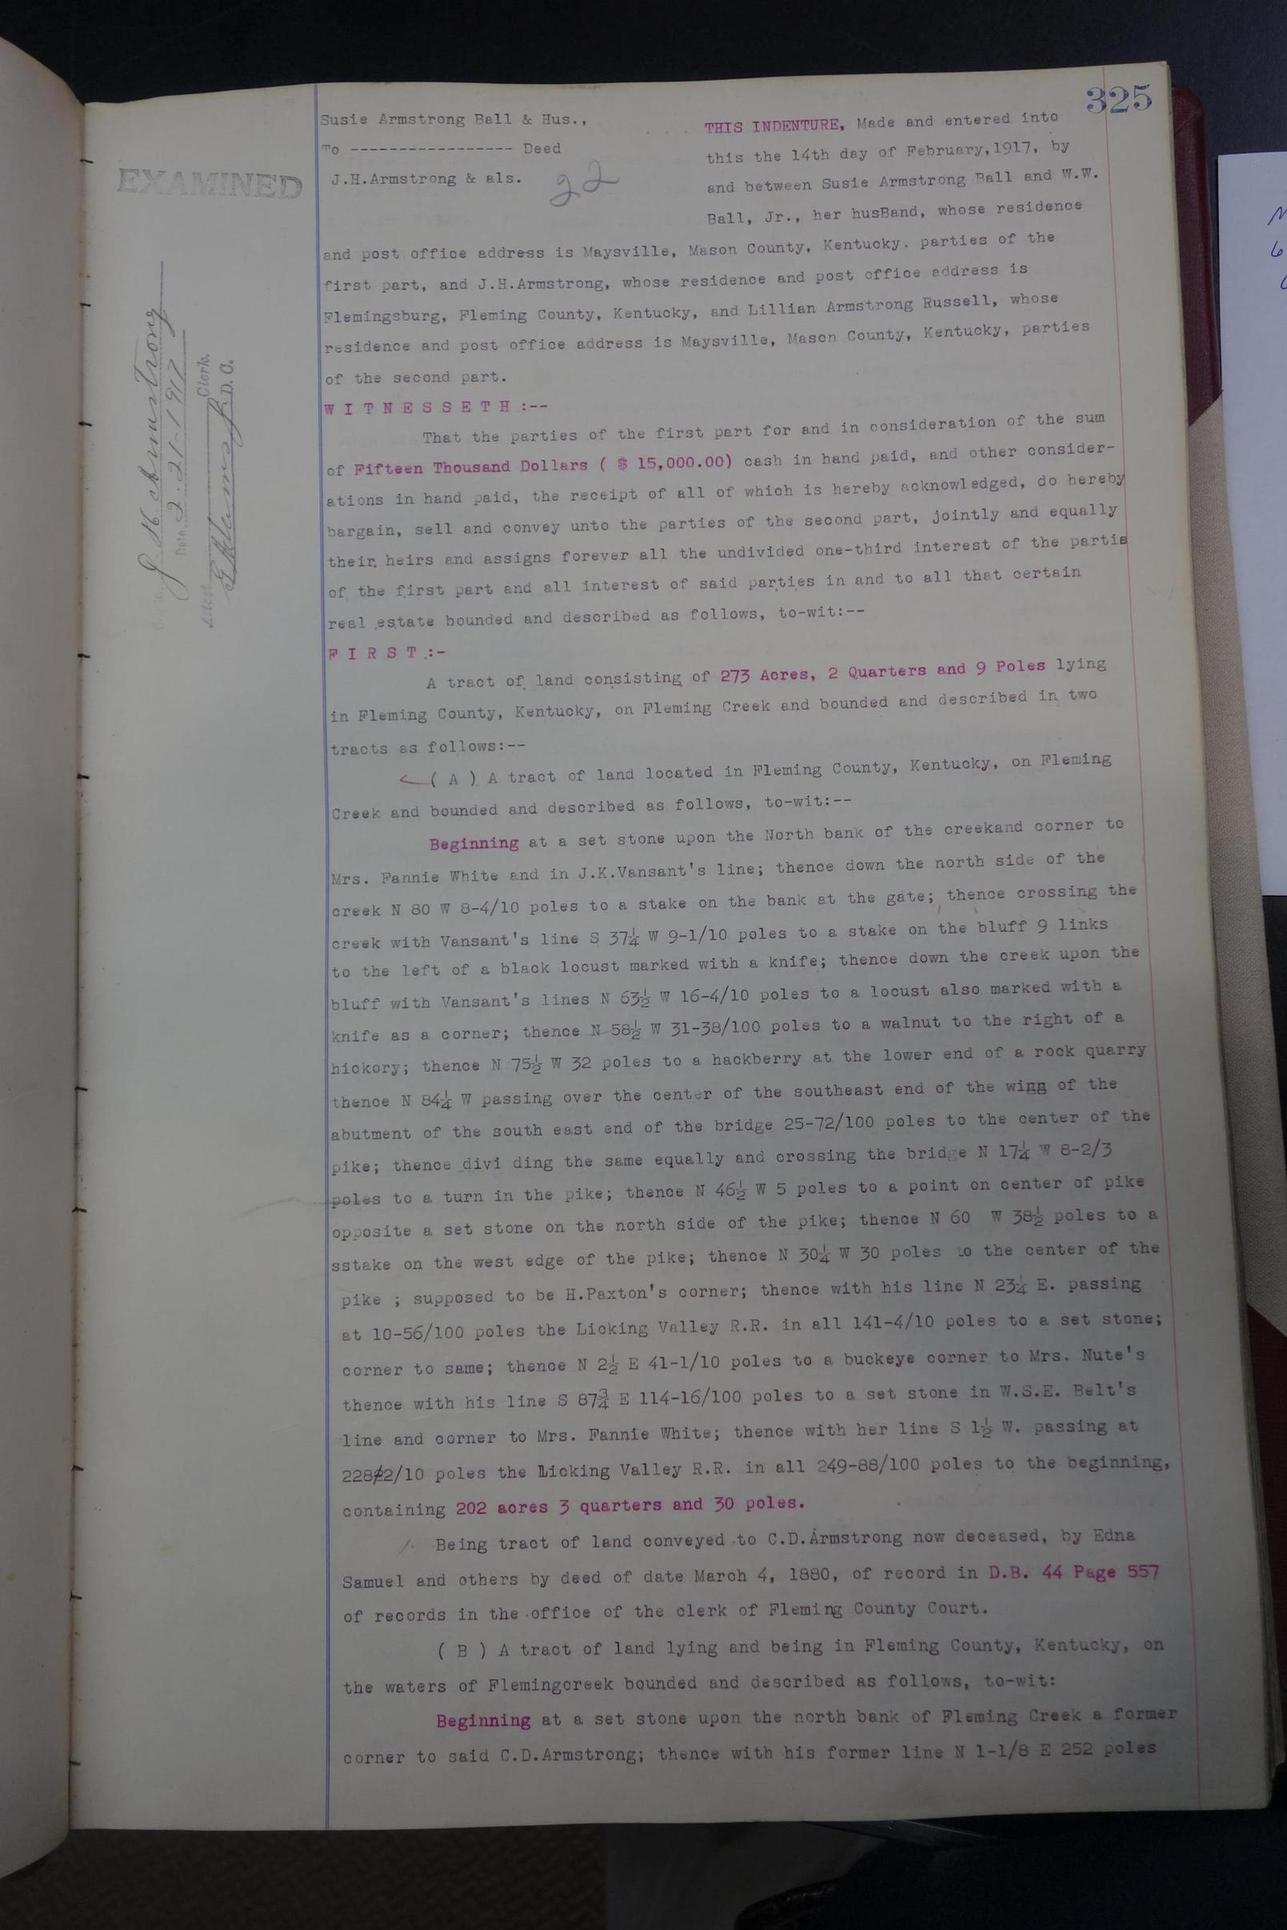 325
Susie Armstrong Ball & Hus.,
To ----------------- Deed
J.H.Armstrong & als.
22
EXAMINED
J H Armstrong
Date 2-21-1917
Clerk.
Attest
D.C.
THIS INDENTURE, Made and entered into
this the 14th day of February,1917, by
and between Susie Armstrong Ball and W.W.
Ball, Jr., her husBand, whose residence
and post office address is Maysville, Mason County, Kentucky. parties of the
first part, and J.H.Armstrong, whose residence and post office address is
Flemingsburg, Fleming County, Kentucky, and Lillian Armstrong Russell, whose
residence and post office address is Maysville, Mason County, Kentucky, parties
of the second part.
W I T N E S S E T H :--
That the parties of the first part for and in consideration of the sum
of Fifteen Thousand Dollars ( $ 15,000.00) cash in hand paid, and other consider-
ations in hand paid, the receipt of all of which is hereby acknowledged, do hereby
bargain, sell and convey unto the parties of the second part, jointly and equally
their heirs and assigns forever all the undivided one-third interest of the partie
of the first part and all interest of said parties in and to all that certain
real estate bounded and described as follows, to-wit:--
F I R S T :-
A tract of land consisting of 273 Acres, 2 Quarters and 9 Poles lying
in Fleming County, Kentucky, on Fleming Creek and bounded and described in two
tracts as follows:--
( A ) A tract of land located in Fleming County, Kentucky, on Fleming
Creek and bounded and described as follows, to-wit:--
Beginning at a set stone upon the North bank of the creekand corner to
Mrs. Fannie White and in J.K.Vansant's line; thence down the north side of the
creek N 80 W 8-4/10 poles to a stake on the bank at the gate; thence crossing the
creek with Vansant's line S 37¼ W 9-1/10 poles to a stake on the bluff 9 links
to the left of a black locust marked with a knife; thence down the creek upon the
bluff with Vansant's lines N 63½ W 16-4/10 poles to a locust also marked with a
knife as a corner; thence N 58½ W 31-38/100 poles to a walnut to the right of a
hickory; thence N 75½ W 32 poles to a hackberry at the lower end of a rock quarry
thence N 84¼ W passing over the center of the southeast end of the wing of the
abutment of the south east end of the bridge 25-72/100 poles to the center of the
pike; thence divi ding the same equally and crossing the bridge N 17¼ W 8-2/3
poles to a turn in the pike; thence N 46½ W 5 poles to a point on center of pike
opposite a set stone on the north side of the pike; thence N 60 W 38½ poles to a
sstake on the west edge of the pike; thence N 30¼ W 30 poles to the center of the
pike ; supposed to be H.Paxton's corner; thence with his line N 23¼ E. passing
at 10-56/100 poles the Licking Valley R.R. in all 141-4/10 poles to a set stone;
corner to same; thence N 2½ E 41-1/10 poles to a buckeye corner to Mrs. Nute's
thence with his line S 87¾ E 114-16/100 poles to a set stone in W.S.E. Belt's
line and corner to Mrs. Fannie White; thence with her line S 1½ W. passing at
228-2/10 poles the Licking Valley R.R. in all 249-88/100 poles to the beginning,
containing 202 acres 3 quarters and 30 poles.
Being tract of land conveyed to C.D.Armstrong now deceased, by Edna
Samuel and others by deed of date March 4, 1880, of record in D.B. 44 Page 557
of records in the office of the clerk of Fleming County Court.
( B ) A tract of land lying and being in Fleming County, Kentucky, on
the waters of Flemingcreek bounded and described as follows, to-wit:
Beginning at a set stone upon the north bank of Fleming Creek a former
corner to said C.D.Armstrong; thence with his former line N 1-1/8 E 252 poles